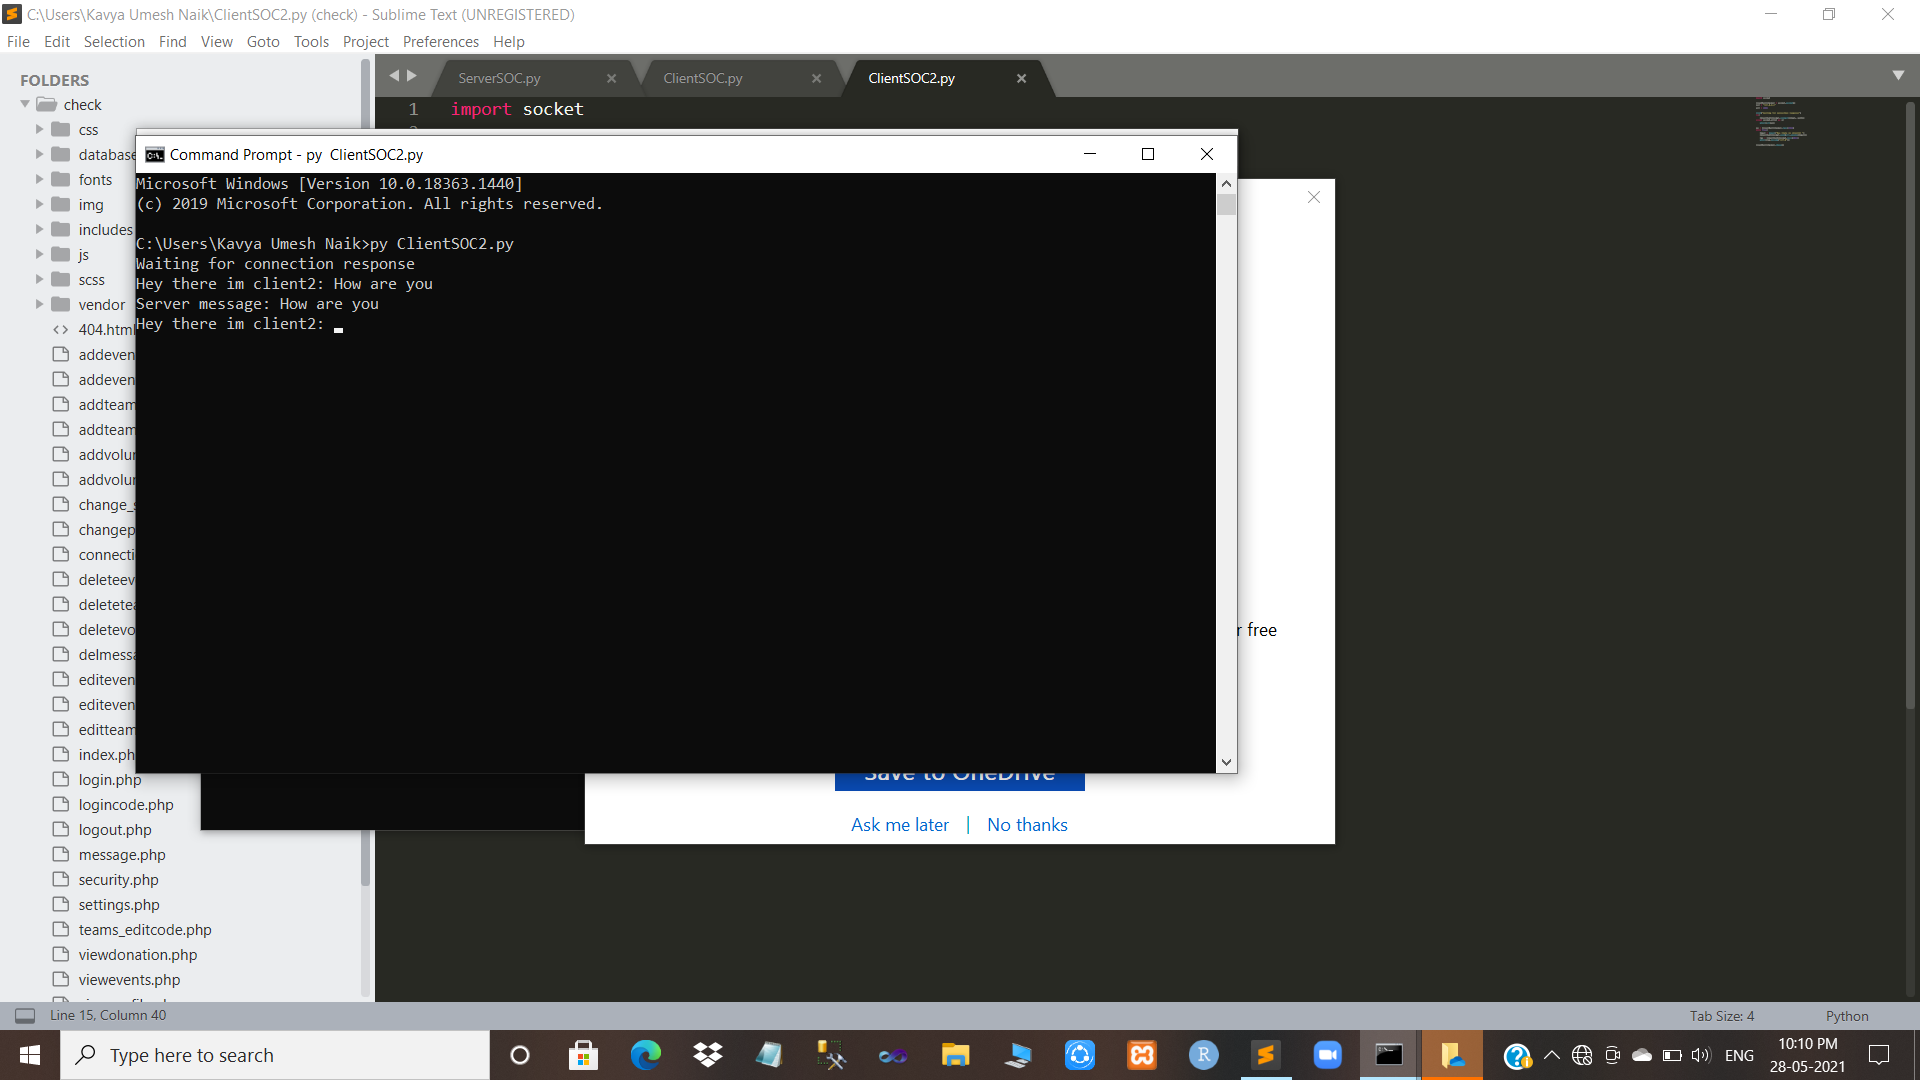 C:\Users\Kavya Umesh Naik\ClientSOC2.py (check) - Sublime Text (UNREGISTERED)
File Edit Selection Find View Goto Tools Project Preferences Help
FOLDERS
check
css
database
fonts
img
includes
js
scss
vendor
404.htm
addeven
addeven
addteam
addteam
addvolu
addvolu
change_s
changep
connecti
deleteev
deletetea
deletevo
delmessa
editeven
editeven
editteam
index.ph
login.php
logincode.php
logout.php
message.php
security.php
settings.php
teams_editcode.php
viewdonation.php
viewevents.php
ServerSOC.py ClientSOC.py ClientSOC2.py
1 import socket
Command Prompt - py ClientSOC2.py
Microsoft Windows [Version 10.0.18363.1440]
(c) 2019 Microsoft Corporation. All rights reserved.
C:\Users\Kavya Umesh Naik>py ClientSOC2.py
Waiting for connection response
Hey there im client2: How are you
Server message: How are you
Hey there im client2:
r free
Save to OneDrive
Ask me later | No thanks
Line 15, Column 40 Tab Size: 4 Python
Type here to search
ENG
10:10 PM
28-05-2021